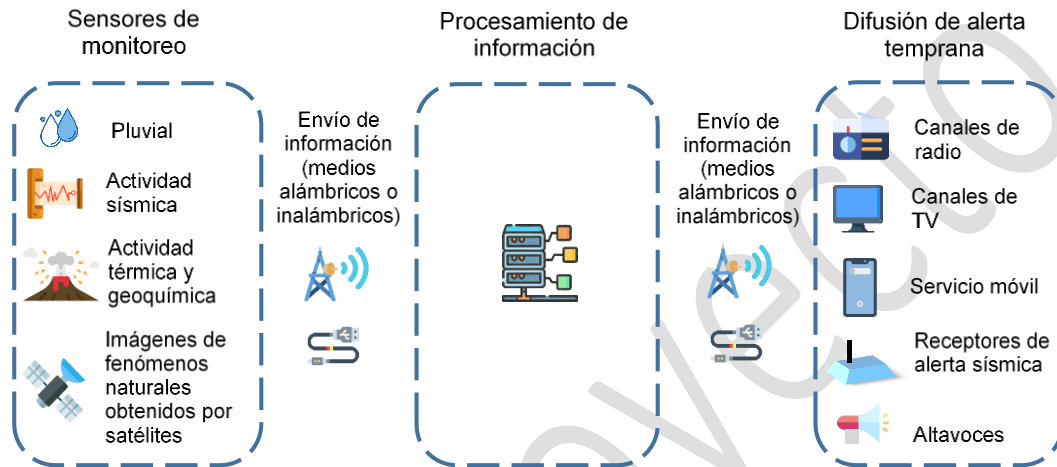 Sensores de
monitoreo
Pluvial
Actividad
sísmica
Actividad
térmica y
geoquímica
Imágenes de
fenómenos
naturales
obtenidos por
satélites
Envío de
información
(medios
alámbricos o
inalámbricos)
Procesamiento de
información
Envío de
información
(medios
alámbricos o
inalámbricos)
Difusión de alerta
temprana
Canales de
radio
Canales de
TV
Servicio móvil
Receptores de
alerta sísmica
Altavoces